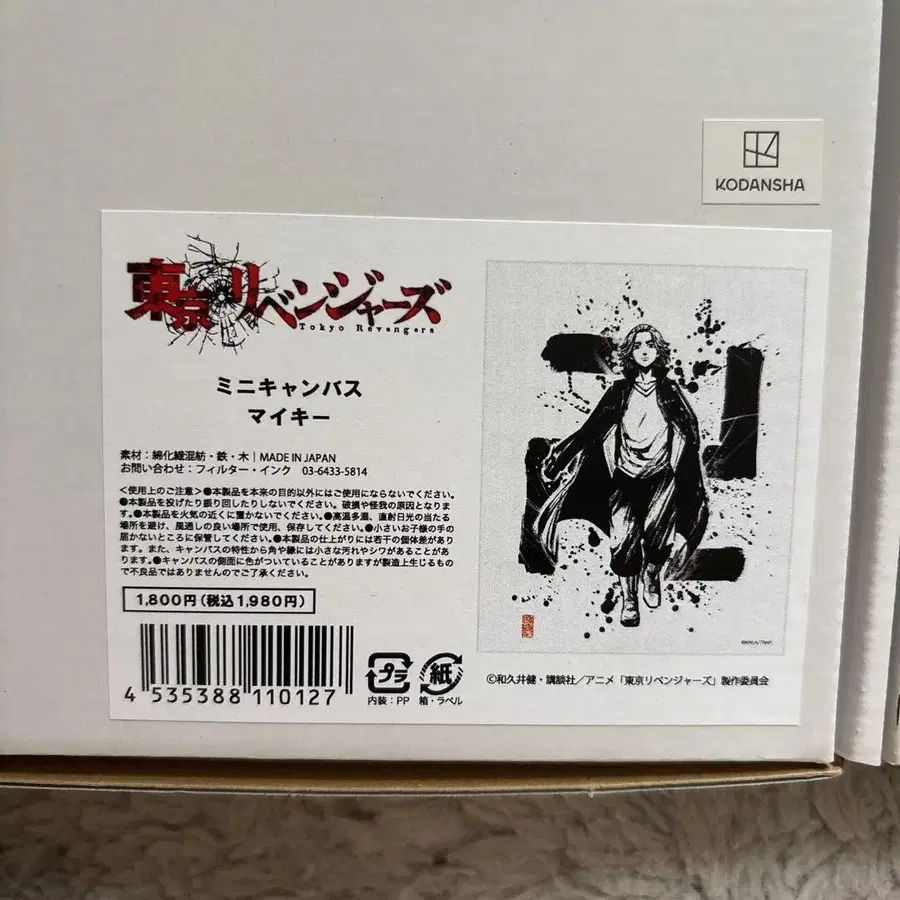 KODANSHA
東京リベンジャーズ
Tokyo Revengers
ミニキャンバス
マイキー
素材：綿化織混紡・鉄・木｜MADE IN JAPAN
お問い合わせ：フィルター・インク　03-6433-5814
＜使用上のご注意＞●本製品を本来の目的以外にはご使用にならないでください。
●本製品を投げたり振り回したりしないでください。破損や怪我の原因となりま
す。●本製品を火気の近くに置かないでください。●高温多湿、直射日光の当たる
場所を避け、風通しの良い場所で使用、保存してください。●小さいお子様の手の
届かないところに保管してください。●本製品の仕上がりには若干の個体差があり
ます。また、キャンバスの特性から角や縁には小さな汚れやシワがあることがあ
ります。●キャンバスの側面に色がついていることがありますが製造上生じるもの
で不良品ではありませんのでご了承ください。
1,800円（税込1,980円）
4 535388 110127
プラ
紙
内装：PP
箱・ラベル
©和久井健・講談社／アニメ「東京リベンジャーズ」製作委員会